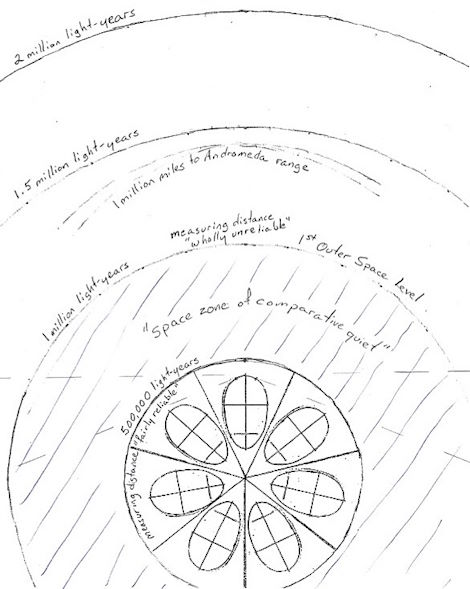 2 million light-years
1.5 million light-years
1 million miles to Andromeda range
measuring distance
"wholly unreliable"
1st Outer Space Level
1 million light-years
"Space zone of comparative quiet"
500,000 light-years
measuring distance "fairly reliable"